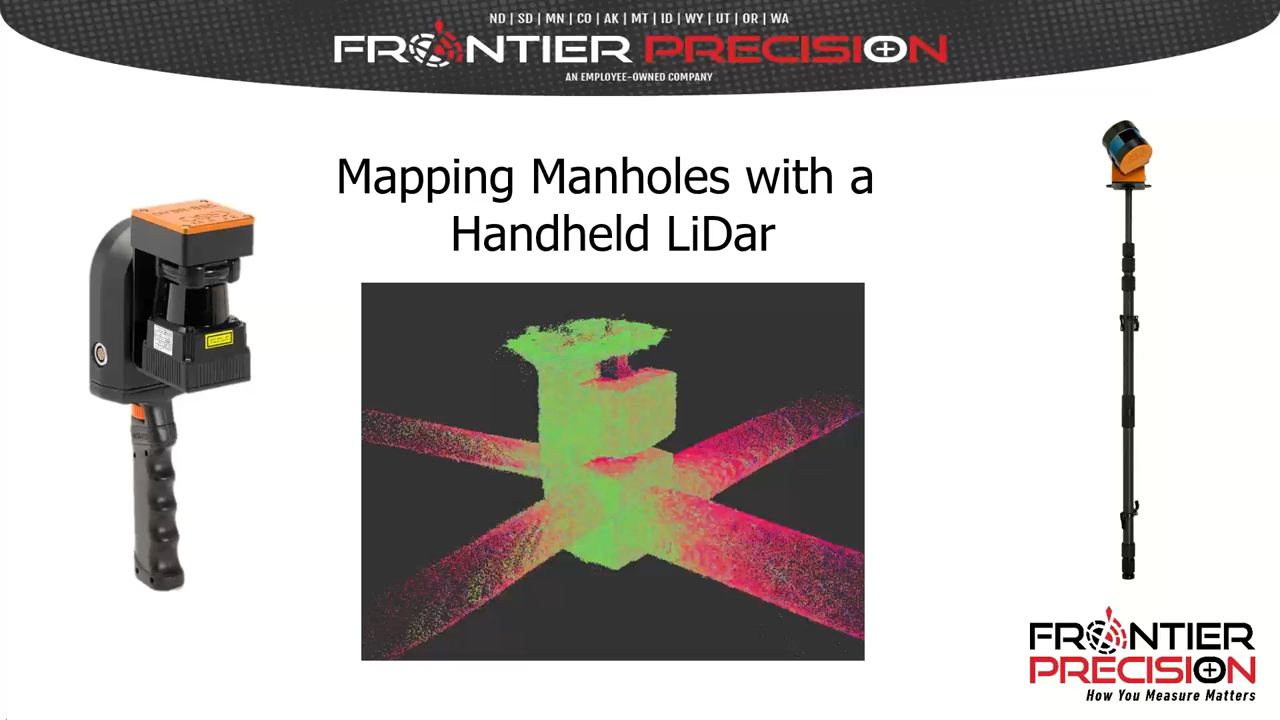 ND | SD | MN | CO | AK | MT | ID | WY | UT | OR | WA
FRONTIER PRECISION
AN EMPLOYEE-OWNED COMPANY
Mapping Manholes with a
Handheld LiDar
FRONTIER
PRECISION
How You Measure Matters